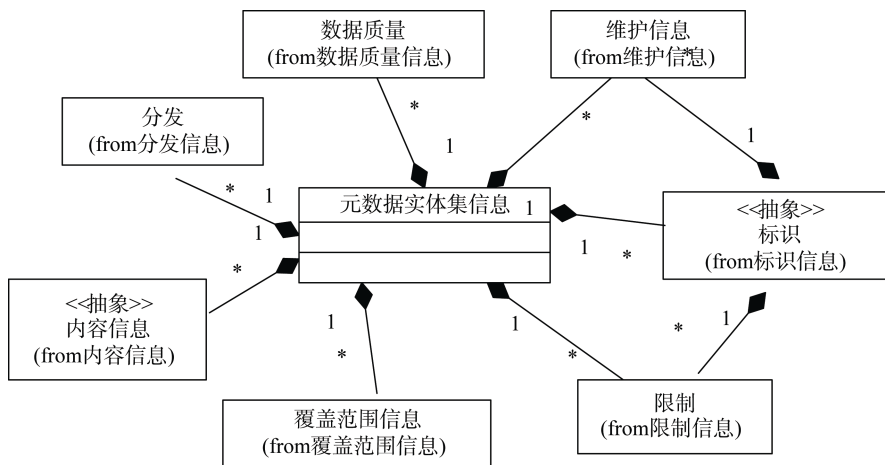 数据质量
(from数据质量信息)
维护信息
(from维护信息)
*
*
*
1
1
分发
(from分发信息)
*
1
1
元数据实体集信息
1
<<抽象>>
标识
(from标识信息)
1
*
*
<<抽象>>
内容信息
(from内容信息)
1
*
1
*
*
1
覆盖范围信息
(from覆盖范围信息)
限制
(from限制信息)